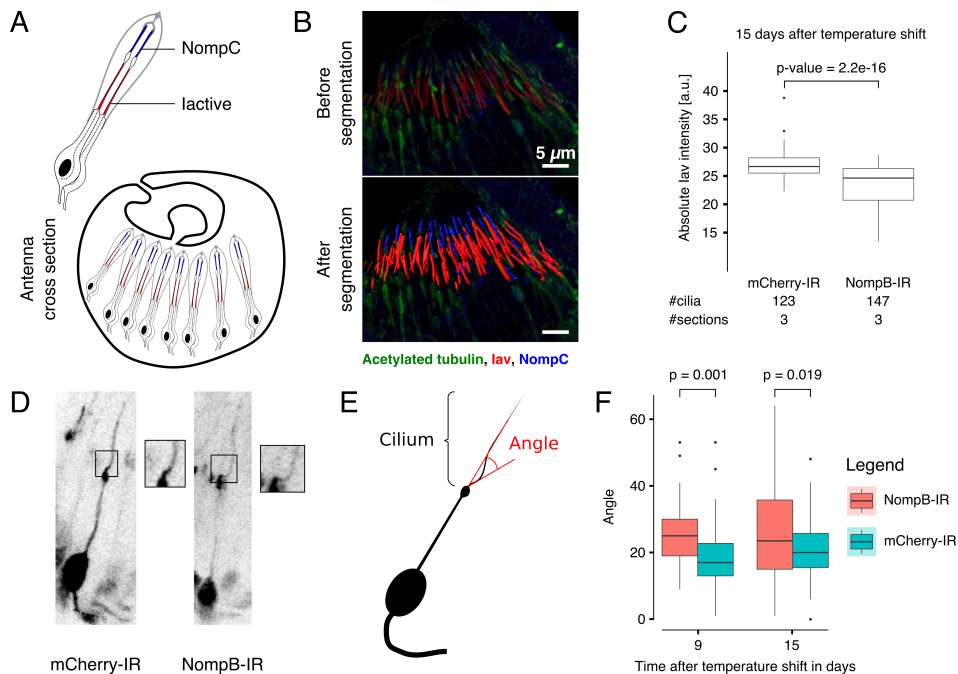 A
NompC
Iactive
Antenna
cross section
B
Before
segmentation
5 µm
After
segmentation
Acetylated tubulin, Iav, NompC
C
15 days after temperature shift
p-value = 2.2e-16
Absolute Iav intensity [a.u.]
40
35
30
25
20
15
mCherry-IR NompB-IR
#cilia 123 147
#sections 3 3
D
mCherry-IR NompB-IR
E
Cilium
Angle
F
p = 0.001 p = 0.019
Angle
60
40
20
0
9 15
Time after temperature shift in days
Legend
NompB-IR
mCherry-IR